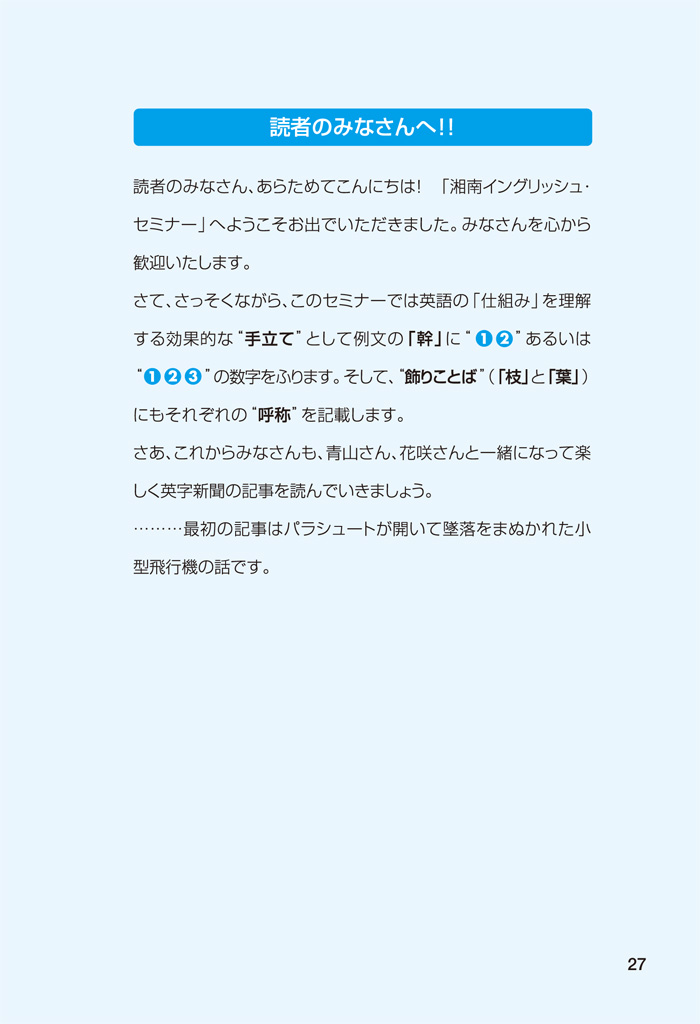 読者のみなさんへ!!
読者のみなさん、あらためてこんにちは! 「湘南イングリッシュ・
セミナー」へようこそお出でいただきました。みなさんを心から
歓迎いたします。
さて、さっそくながら、このセミナーでは英語の「仕組み」を理解
する効果的な“手立て”として例文の「幹」に“❶❷”あるいは
“❶❷❸”の数字をふります。そして、“飾りことば”(「枝」と「葉」)
にもそれぞれの“呼称”を記載します。
さあ、これからみなさんも、青山さん、花咲さんと一緒になって楽
しく英字新聞の記事を読んでいきましょう。
………最初の記事はパラシュートが開いて墜落をまぬかれた小
型飛行機の話です。
27